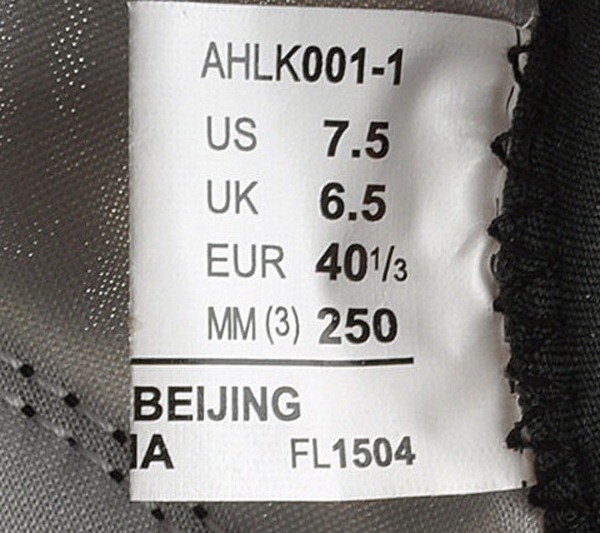 AHLK001-1
US 7.5
UK 6.5
EUR 40 1/3
MM (3) 250
BEIJING
IA FL1504